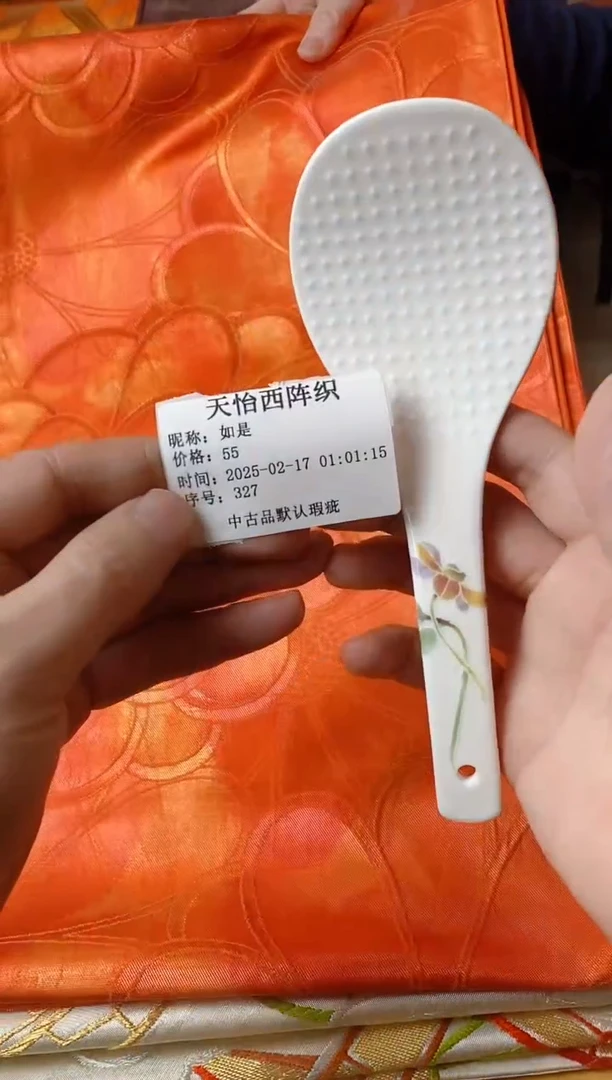 天怡西阵织
昵称：如是
价格：55
时间：2025-02-17 01:01:15
序号：327
中古品默认瑕疵